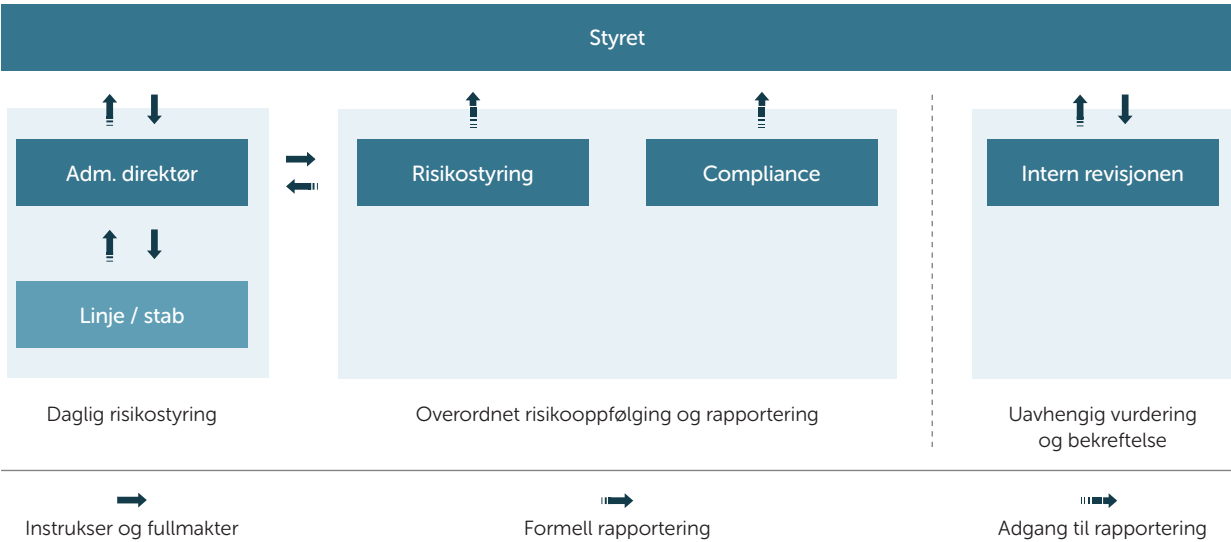 Styret
Adm. direktør
Risikostyring
Compliance
Intern revisjonen
Linje / stab
Daglig risikostyring
Overordnet risikooppfølging og rapportering
Uavhengig vurdering
og bekreftelse
Instrukser og fullmakter
Formell rapportering
Adgang til rapportering